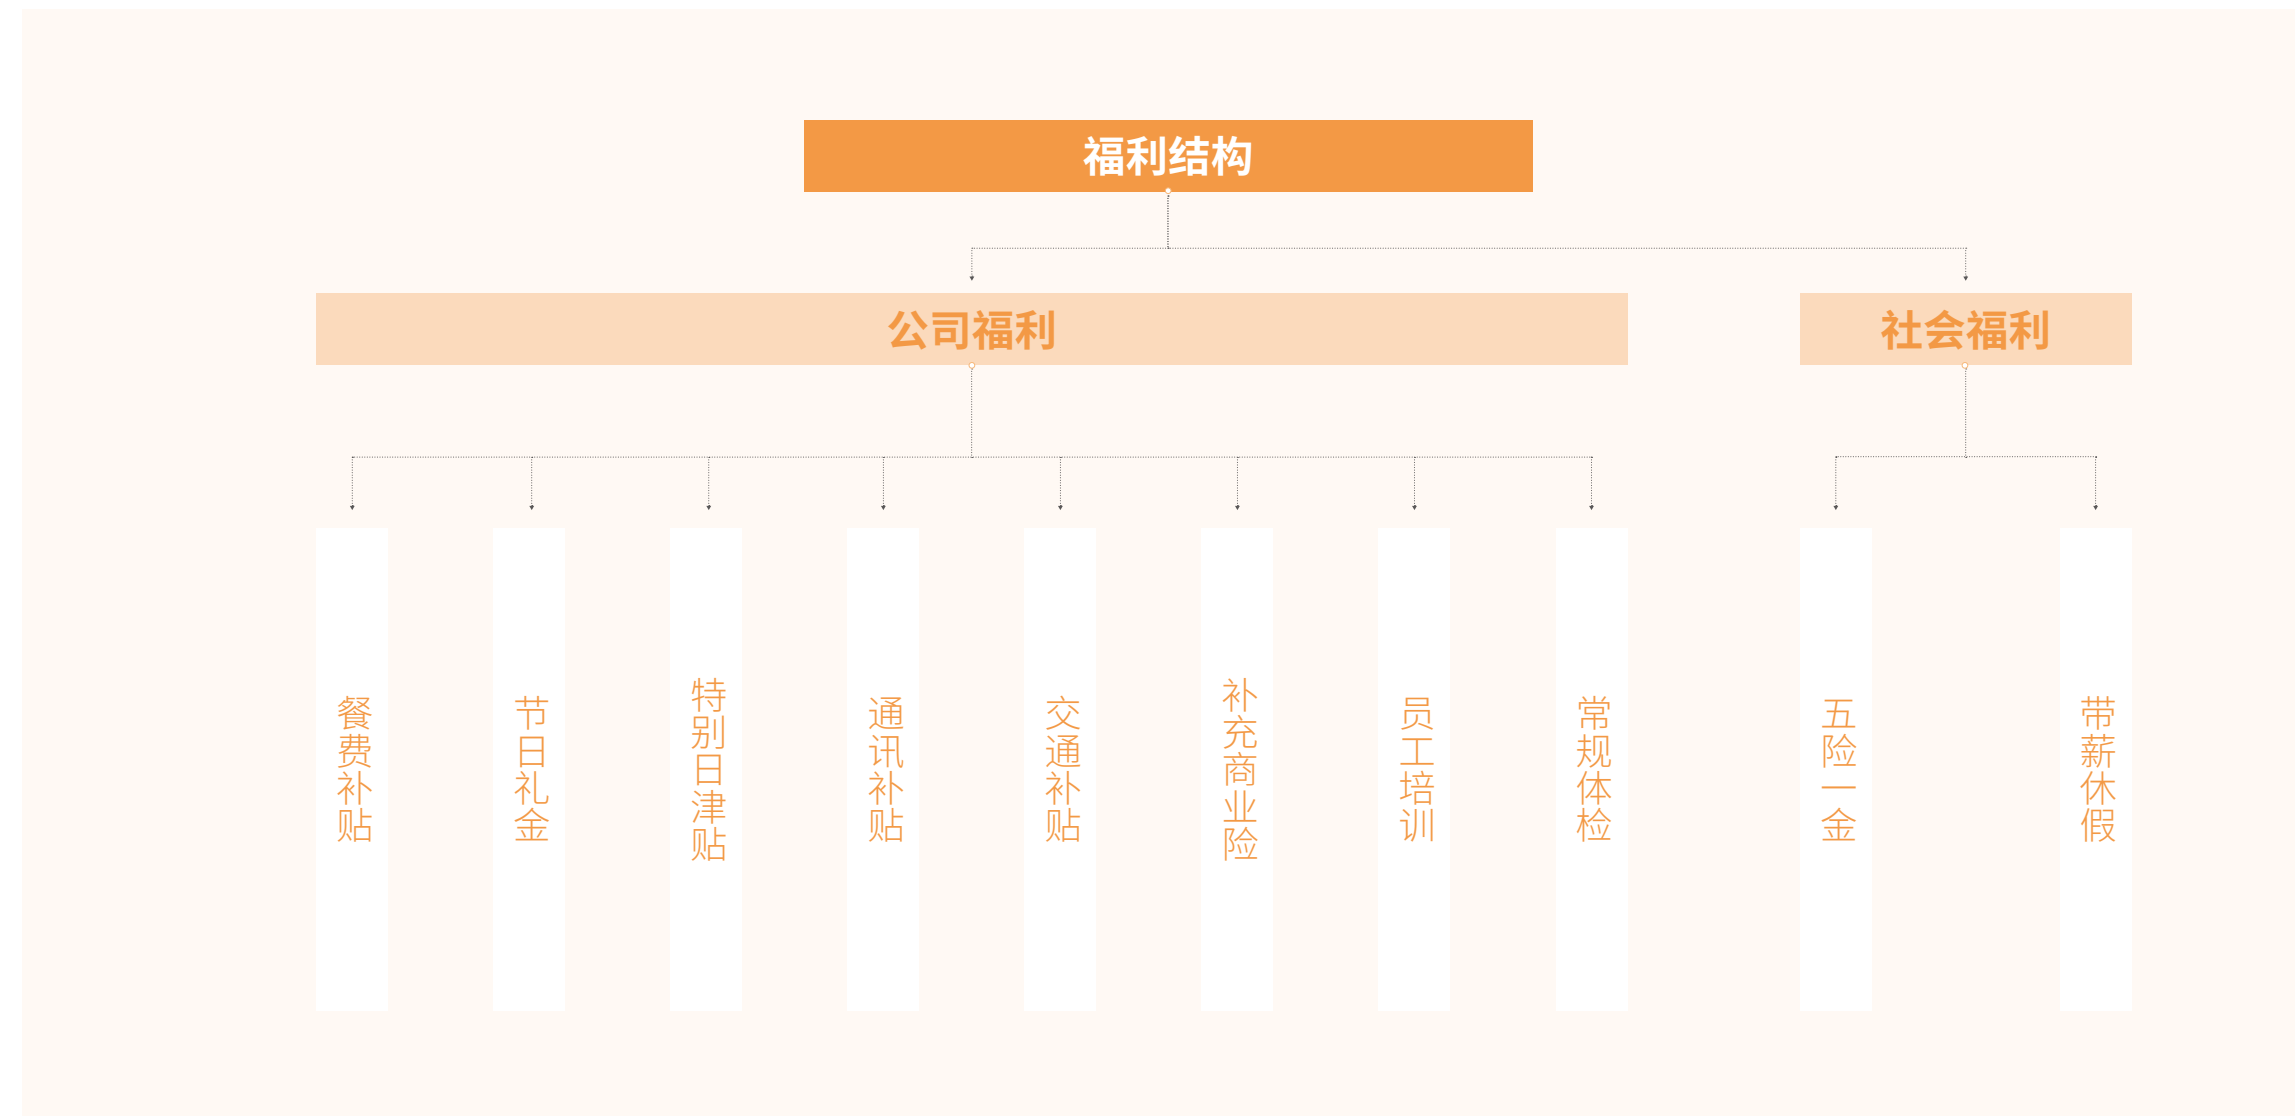 福利结构
公司福利
社会福利
餐费补贴
节日礼金
特别日津贴
通讯补贴
交通补贴
补充商业险
员工培训
常规体检
五险一金
带薪休假